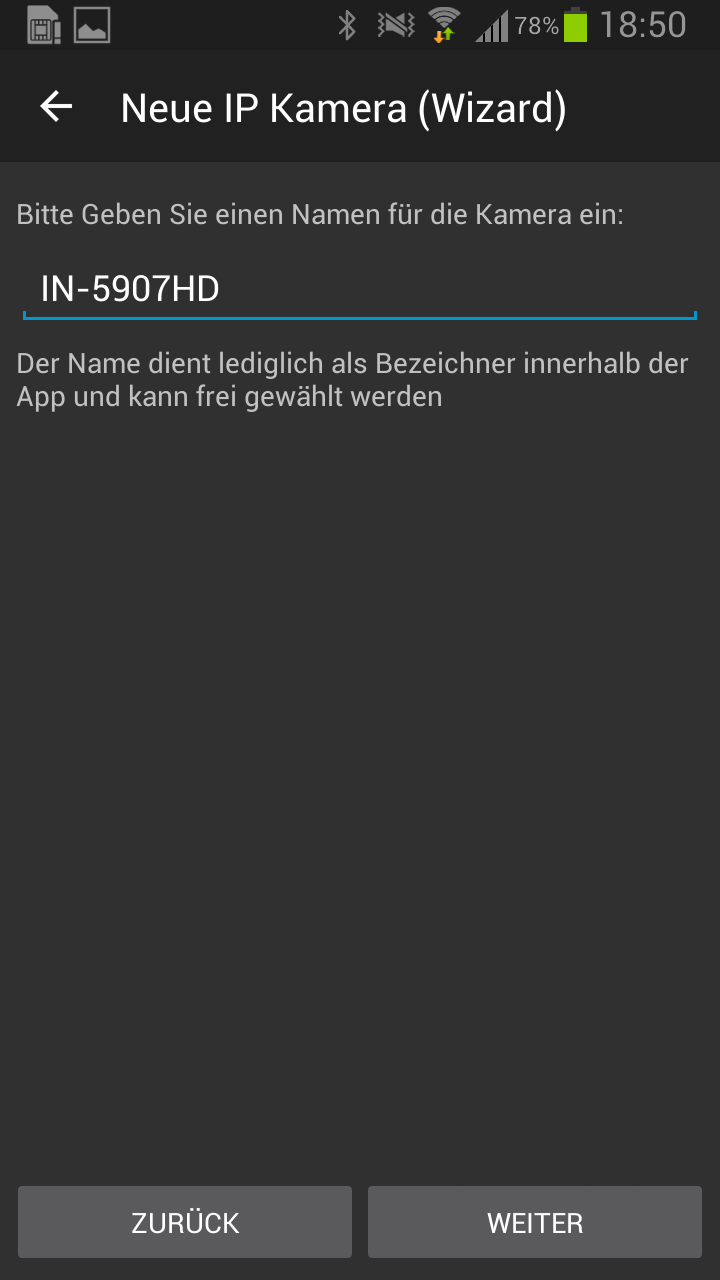 78% 18:50
Neue IP Kamera (Wizard)
Bitte Geben Sie einen Namen für die Kamera ein:
IN-5907HD
Der Name dient lediglich als Bezeichner innerhalb der
App und kann frei gewählt werden
ZURÜCK WEITER